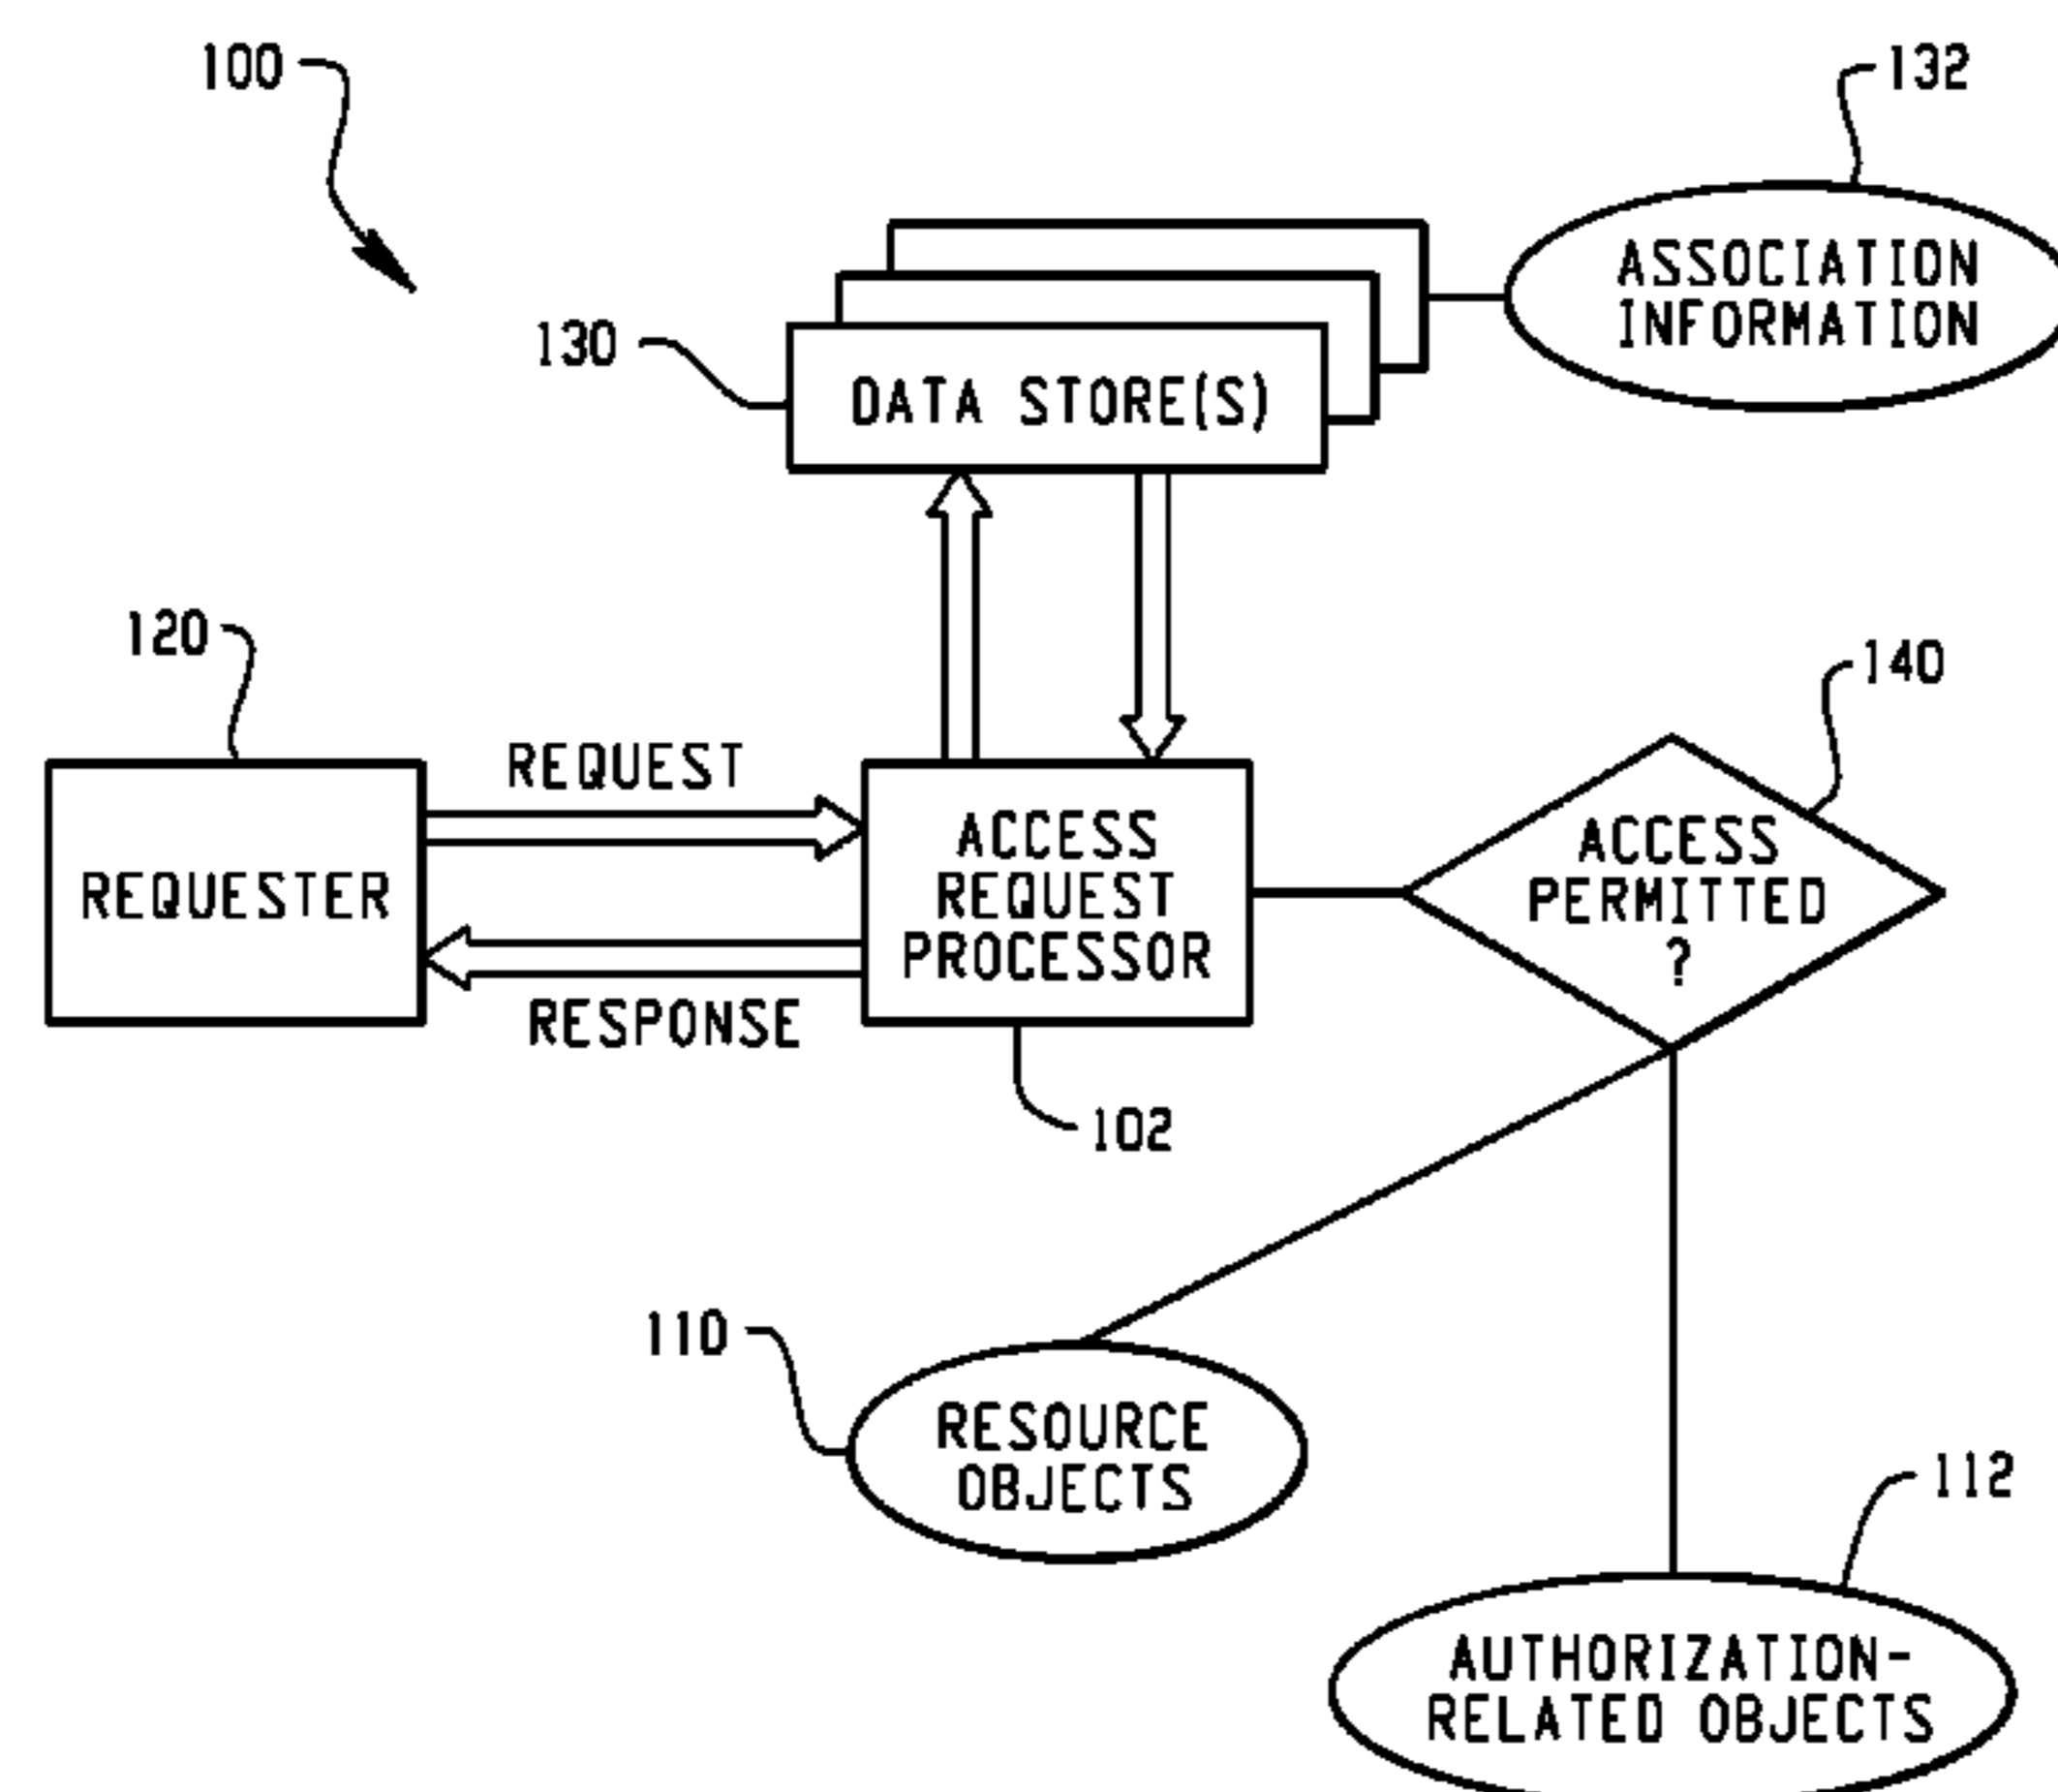 100
132
ASSOCIATION
INFORMATION
130
DATA STORE(S)
120
140
REQUEST
REQUESTER
ACCESS
REQUEST
PROCESSOR
ACCESS
PERMITTED
?
RESPONSE
102
110
RESOURCE
OBJECTS
112
AUTHORIZATION-
RELATED OBJECTS